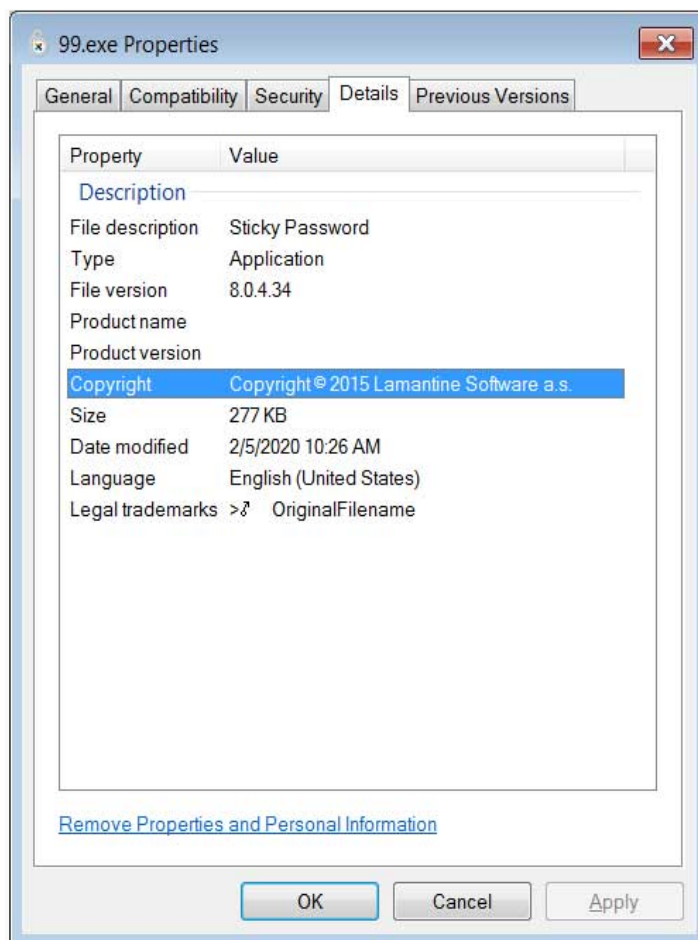 99.exe Properties
General Compatibility Security Details Previous Versions
Property Value
Description
File description Sticky Password
Type Application
File version 8.0.4.34
Product name
Product version
Copyright Copyright © 2015 Lamantine Software a.s.
Size 277 KB
Date modified 2/5/2020 10:26 AM
Language English (United States)
Legal trademarks > OriginalFilename
Remove Properties and Personal Information
OK Cancel Apply